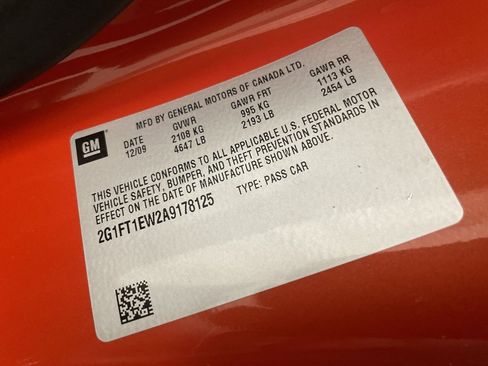 GM
MFD BY GENERAL MOTORS OF CANADA LTD.
DATE GVWR GAWR FRT GAWR RR
12/09 2108 KG 995 KG 1113 KG
4647 LB 2193 LB 2454 LB
THIS VEHICLE CONFORMS TO ALL APPLICABLE U.S. FEDERAL MOTOR
VEHICLE SAFETY, BUMPER, AND THEFT PREVENTION STANDARDS IN
EFFECT ON THE DATE OF MANUFACTURE SHOWN ABOVE.
2G1FT1EW2A9178125 TYPE: PASS CAR